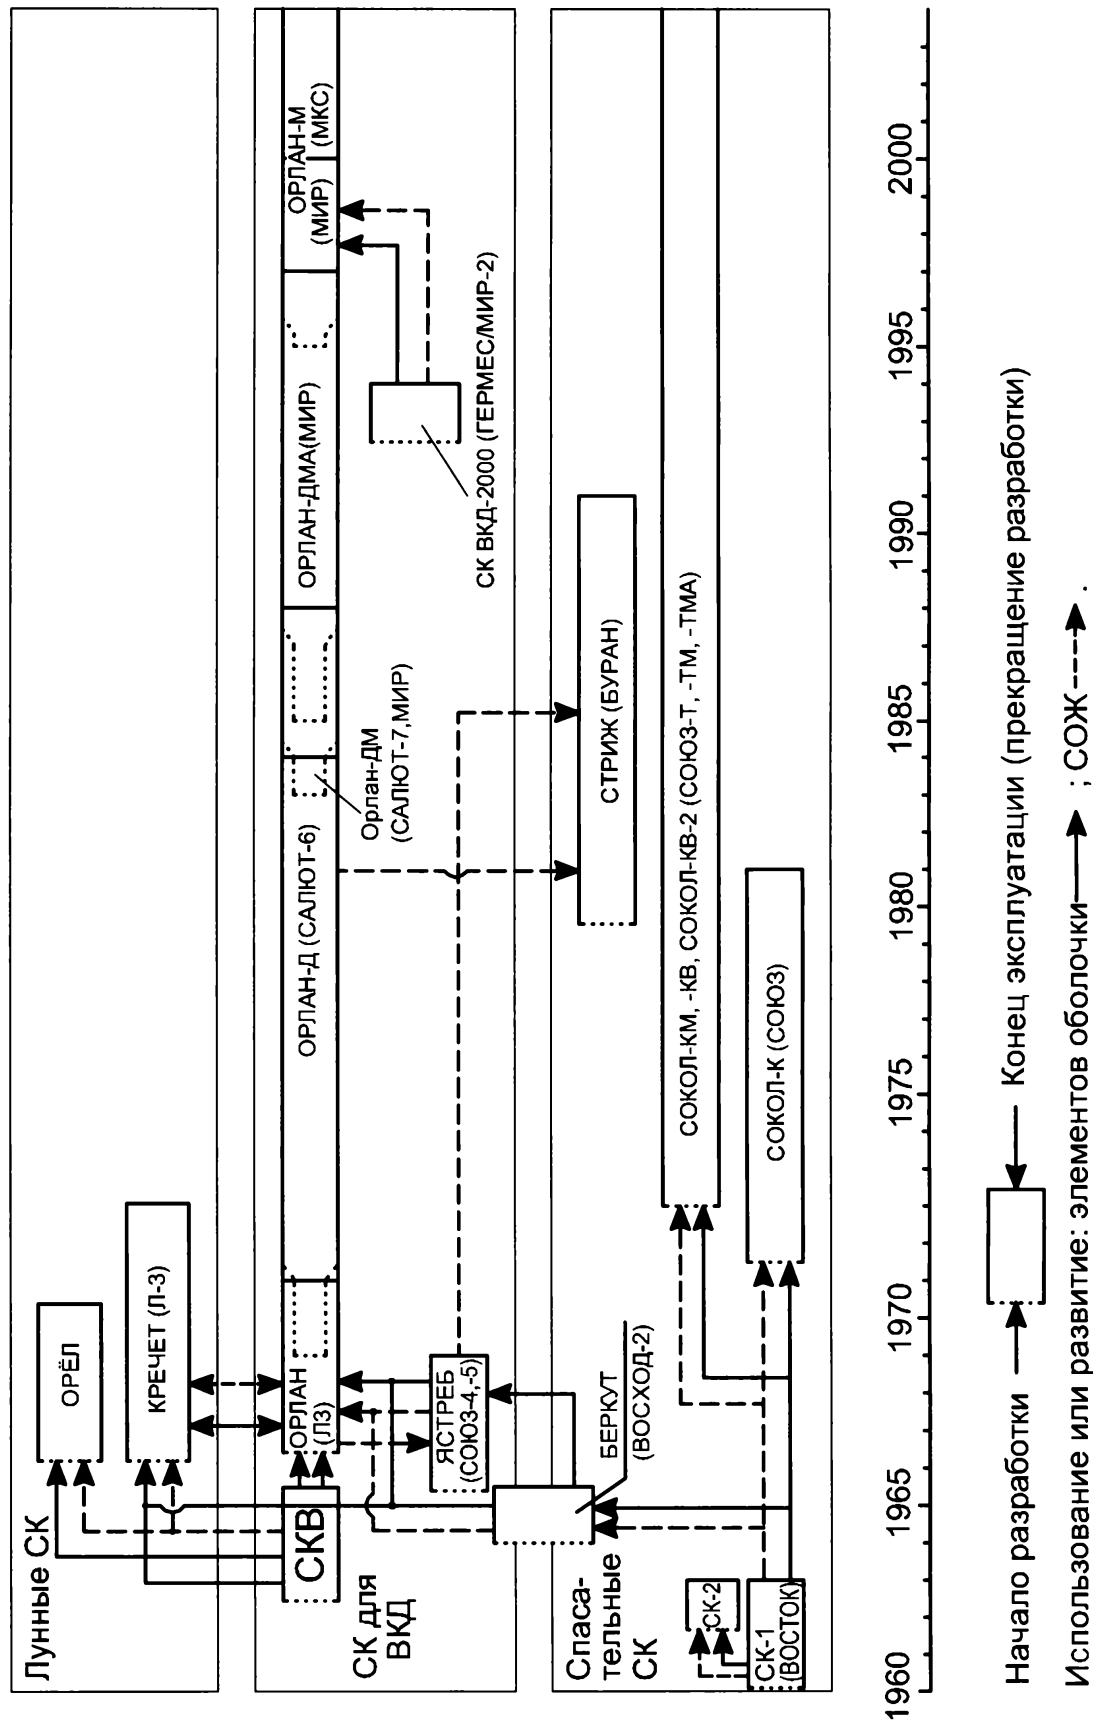 Лунные СК
ОРЁЛ
КРЕЧЕТ (Л-3)
СК для
ВКД
СКВ
ОРЛАН
(Л3)
ОРЛАН-Д (САЛЮТ-6)
Орлан-ДМ
(САЛЮТ-7,МИР)
ОРЛАН-ДМА(МИР)
ОРЛАН-М
(МИР)
(МКС)
СК ВКД-2000 (ГЕРМЕС/МИР-2)
ЯСТРЕБ
(СОЮЗ-4,-5)
БЕРКУТ
(ВОСХОД-2)
Спаса-
тельные
СК
СТРИЖ (БУРАН)
СОКОЛ-КМ, -КВ, СОКОЛ-КВ-2 (СОЮЗ-Т, -ТМ, -ТМА)
СК-2
СК-1
(ВОСТОК)
СОКОЛ-К (СОЮЗ)
1960 1965 1970 1975 1980 1985 1990 1995 2000
Начало разработки Конец эксплуатации (прекращение разработки)
Использование или развитие: элементов оболочки ; СОЖ .